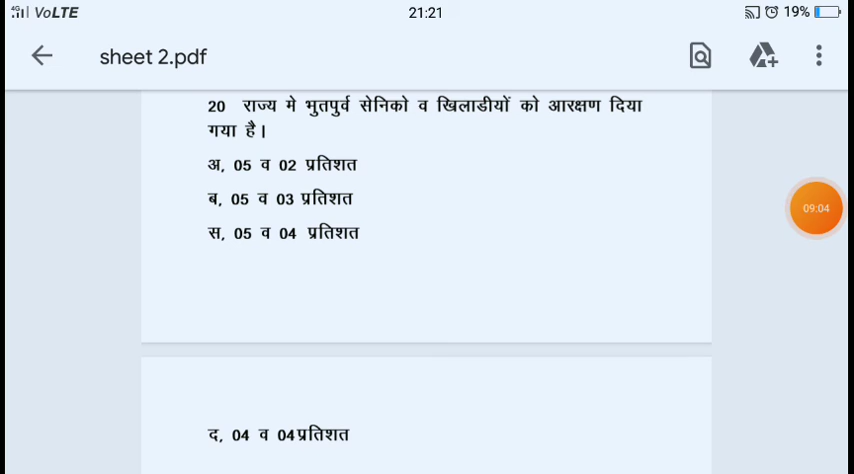 4G VoLTE 21:21 19%
sheet 2.pdf
20 राज्य मे भुतपुर्व सेनिको व खिलाडीयों को आरक्षण दिया
गया है।
अ, 05 व 02 प्रतिशत
ब, 05 व 03 प्रतिशत
09:04
स, 05 व 04 प्रतिशत
द, 04 व 04प्रतिशत